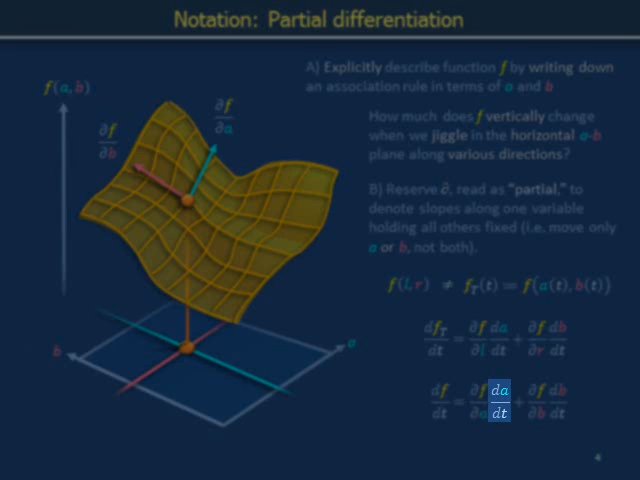 Notation: Partial differentiation
A) Explicitly describe function f by writing down
an association rule in terms of a and b
f(a, b)
∂f
∂a
∂f
∂b
How much does f vertically change
when we jiggle in the horizontal a-b
plane along various directions?
B) Reserve ∂, read as “partial,” to
denote slopes along one variable
holding all others fixed (i.e. move only
a or b, not both).
f(l, r) ≠ f_T(t) = f(a(t), b(t))
df_T/dt = ∂f/∂l da/dt + ∂f/∂r db/dt
b
a
df/dt = ∂f/∂a da/dt + ∂f/∂b db/dt
4